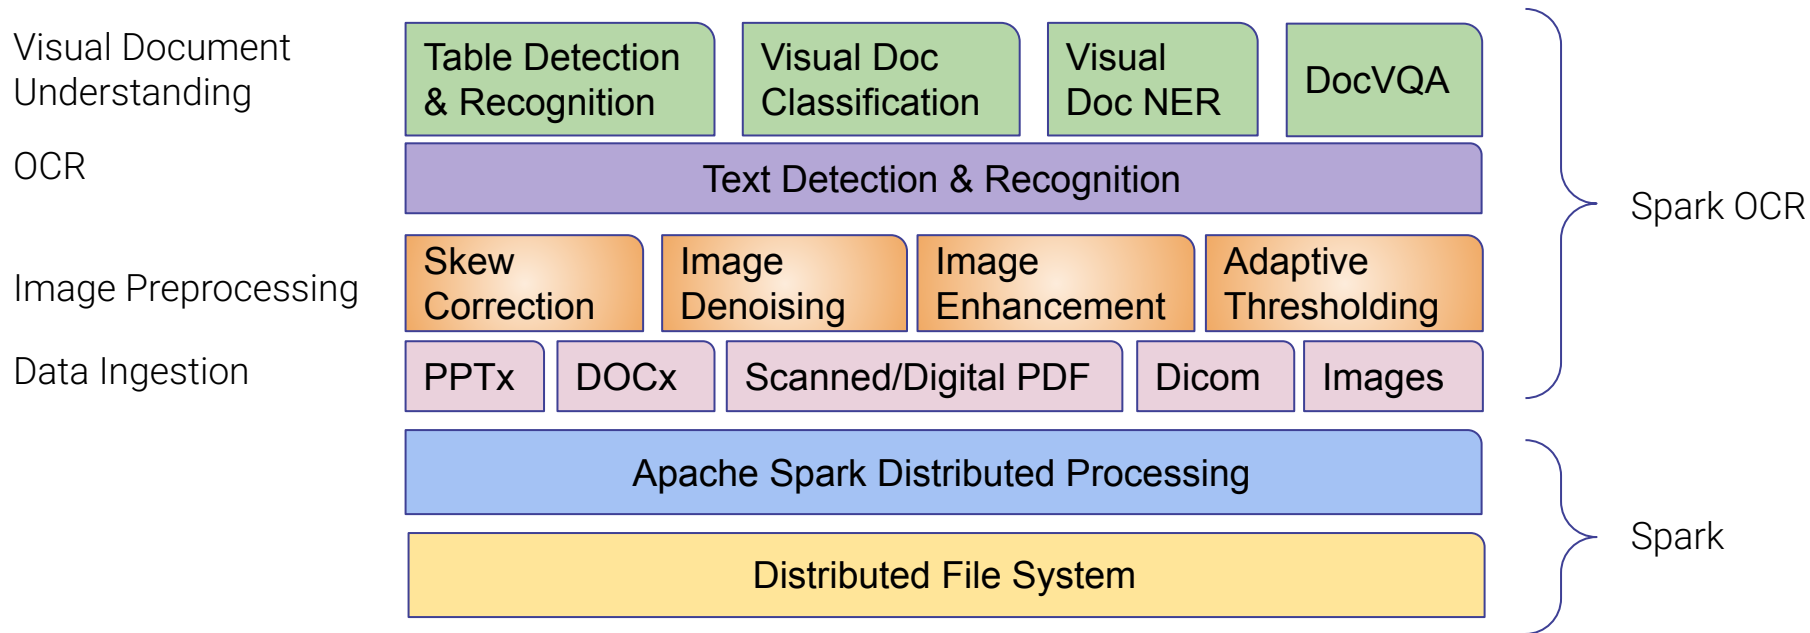 Visual Document
Understanding
Table Detection
& Recognition
Visual Doc
Classification
Visual
Doc NER
DocVQA
OCR
Text Detection & Recognition
Spark OCR
Image Preprocessing
Skew
Correction
Image
Denoising
Image
Enhancement
Adaptive
Thresholding
Data Ingestion
PPTx
DOCx
Scanned/Digital PDF
Dicom
Images
Apache Spark Distributed Processing
Spark
Distributed File System